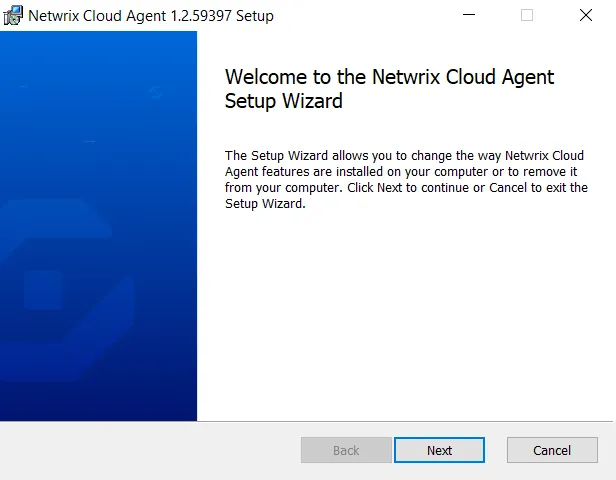 Netwrix Cloud Agent 1.2.59397 Setup
Welcome to the Netwrix Cloud Agent
Setup Wizard
The Setup Wizard allows you to change the way Netwrix Cloud
Agent features are installed on your computer or to remove it
from your computer. Click Next to continue or Cancel to exit the
Setup Wizard.
Back
Next
Cancel